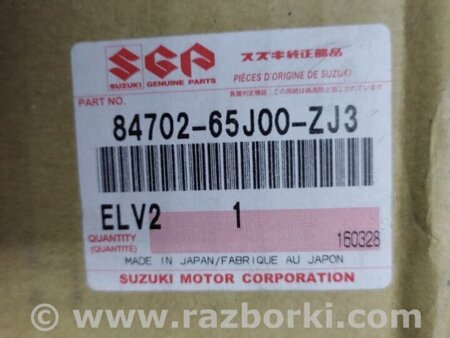 SUZUKI
SGP
GENUINE PARTS
スズキ純正部品
PIÈCES D'ORIGINE DE SUZUKI
PART NO.
84702-65J00-ZJ3
ELV2 1
QUANTITY
(QUANTITÉ)
160328
MADE IN JAPAN/FABRIQUE AU JAPON
SUZUKI MOTOR CORPORATION
© www.razborki.com